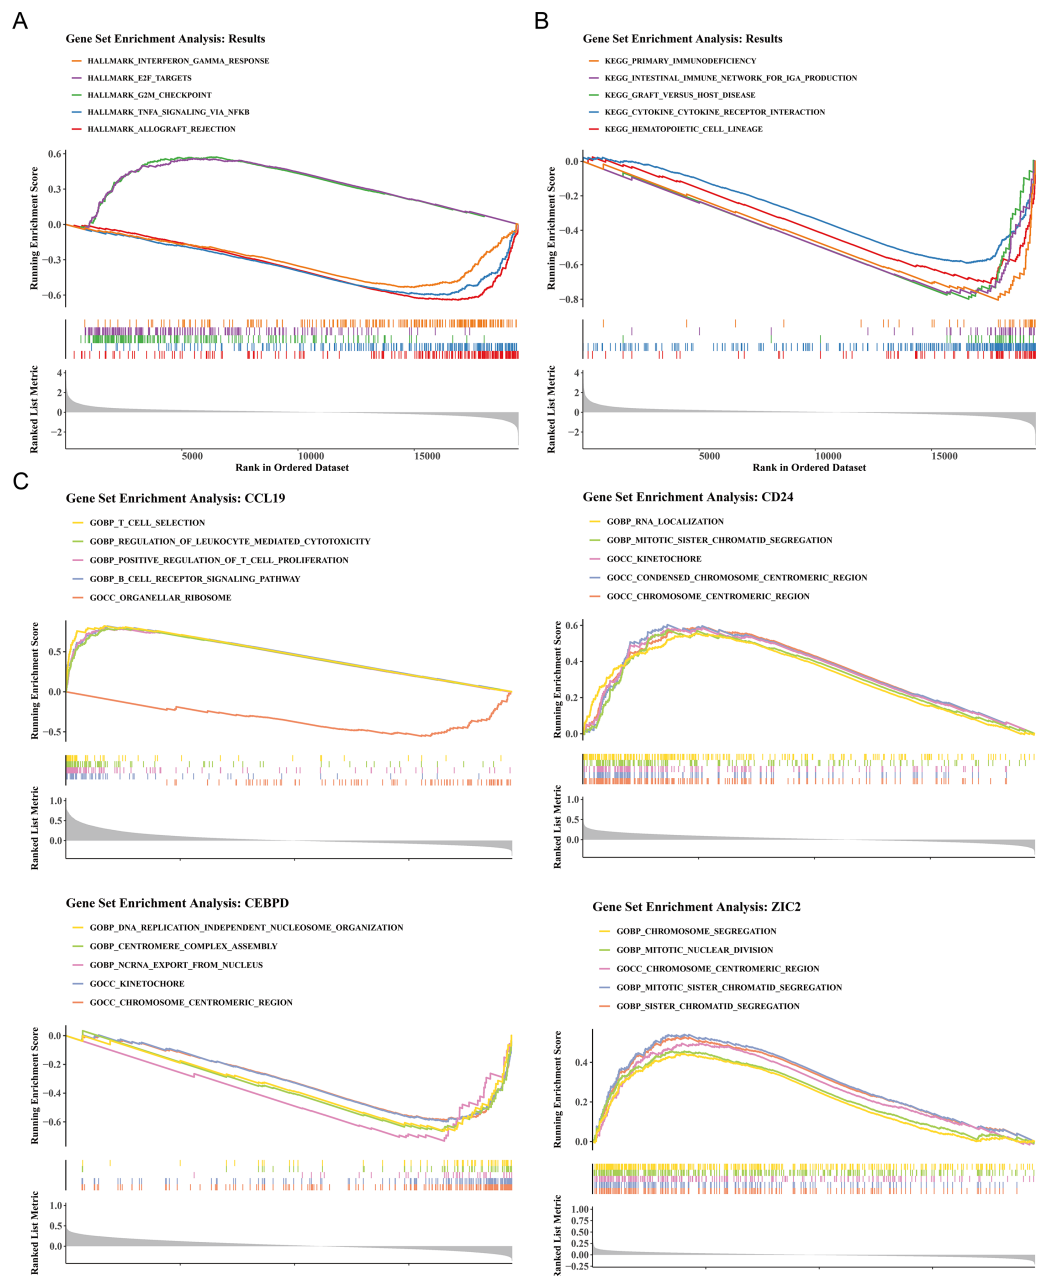 A
Gene Set Enrichment Analysis: Results
HALLMARK_INTERFERON_GAMMA_RESPONSE
HALLMARK_E2F_TARGETS
HALLMARK_G2M_CHECKPOINT
HALLMARK_TNFA_SIGNALING_VIA_NFKB
HALLMARK_ALLOGRAFT_REJECTION
Running Enrichment Score
0.6
0.3
0.0
−0.3
−0.6
Ranked List Metric
4
2
0
−2
5000
10000
15000
Rank in Ordered Dataset
B
Gene Set Enrichment Analysis: Results
KEGG_PRIMARY_IMMUNODEFICIENCY
KEGG_INTESTINAL_IMMUNE_NETWORK_FOR_IGA_PRODUCTION
KEGG_GRAFT_VERSUS_HOST_DISEASE
KEGG_CYTOKINE_CYTOKINE_RECEPTOR_INTERACTION
KEGG_HEMATOPOIETIC_CELL_LINEAGE
Running Enrichment Score
0.0
−0.2
−0.4
−0.6
−0.8
Ranked List Metric
4
2
0
−2
5000
10000
15000
Rank in Ordered Dataset
C
Gene Set Enrichment Analysis: CCL19
GOBP_T_CELL_SELECTION
GOBP_REGULATION_OF_LEUKOCYTE_MEDIATED_CYTOTOXICITY
GOBP_POSITIVE_REGULATION_OF_T_CELL_PROLIFERATION
GOBP_B_CELL_RECEPTOR_SIGNALING_PATHWAY
GOCC_ORGANELLAR_RIBOSOME
Running Enrichment Score
0.5
0.0
−0.5
Ranked List Metric
1.0
0.5
0.0
Gene Set Enrichment Analysis: CD24
GOBP_RNA_LOCALIZATION
GOBP_MITOTIC_SISTER_CHROMATID_SEGREGATION
GOCC_KINETOCHORE
GOCC_CONDENSED_CHROMOSOME_CENTROMERIC_REGION
GOCC_CHROMOSOME_CENTROMERIC_REGION
Running Enrichment Score
0.6
0.4
0.2
0.0
Ranked List Metric
1.0
0.5
0.0
Gene Set Enrichment Analysis: CEBPD
GOBP_DNA_REPLICATION_INDEPENDENT_NUCLEOSOME_ORGANIZATION
GOBP_CENTROMERE_COMPLEX_ASSEMBLY
GOBP_NCRNA_EXPORT_FROM_NUCLEUS
GOCC_KINETOCHORE
GOCC_CHROMOSOME_CENTROMERIC_REGION
Running Enrichment Score
0.0
−0.2
−0.4
−0.6
Ranked List Metric
1.0
0.5
0.0
Gene Set Enrichment Analysis: ZIC2
GOBP_CHROMOSOME_SEGREGATION
GOBP_MITOTIC_NUCLEAR_DIVISION
GOCC_CHROMOSOME_CENTROMERIC_REGION
GOBP_MITOTIC_SISTER_CHROMATID_SEGREGATION
GOBP_SISTER_CHROMATID_SEGREGATION
Running Enrichment Score
0.4
0.2
0.0
Ranked List Metric
1.00
0.75
0.50
0.25
0.00
−0.25